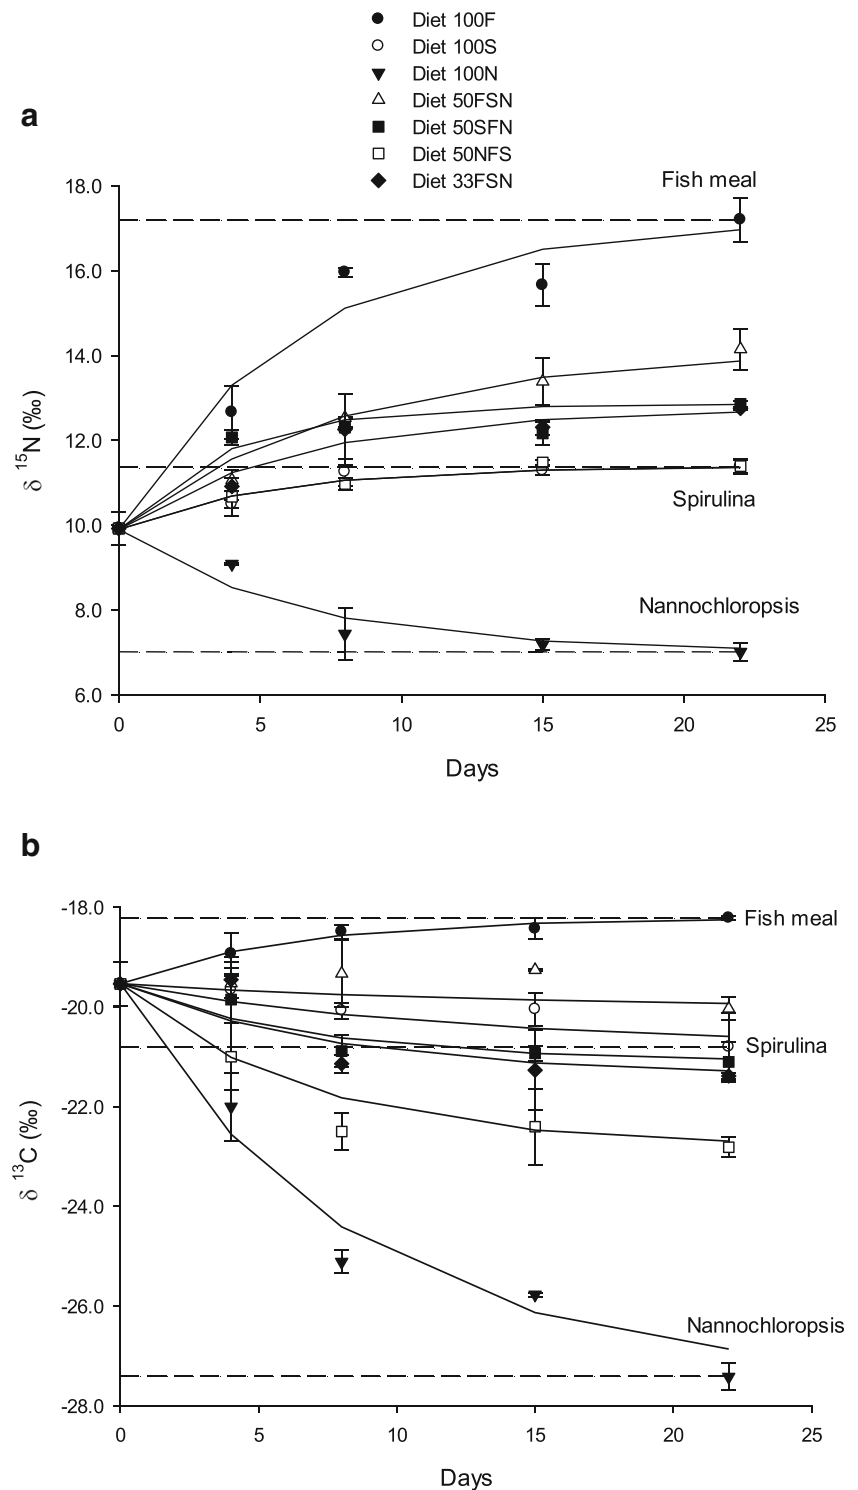 Diet 100F
Diet 100S
Diet 100N
Diet 50FSN
Diet 50SFN
Diet 50NFS
Diet 33FSN
a
18.0
16.0
14.0
12.0
10.0
8.0
6.0
δ 15N (‰)
Fish meal
Spirulina
Nannochloropsis
0 5 10 15 20 25
Days
b
-18.0
-20.0
-22.0
-24.0
-26.0
-28.0
δ 13C (‰)
Fish meal
Spirulina
Nannochloropsis
0 5 10 15 20 25
Days